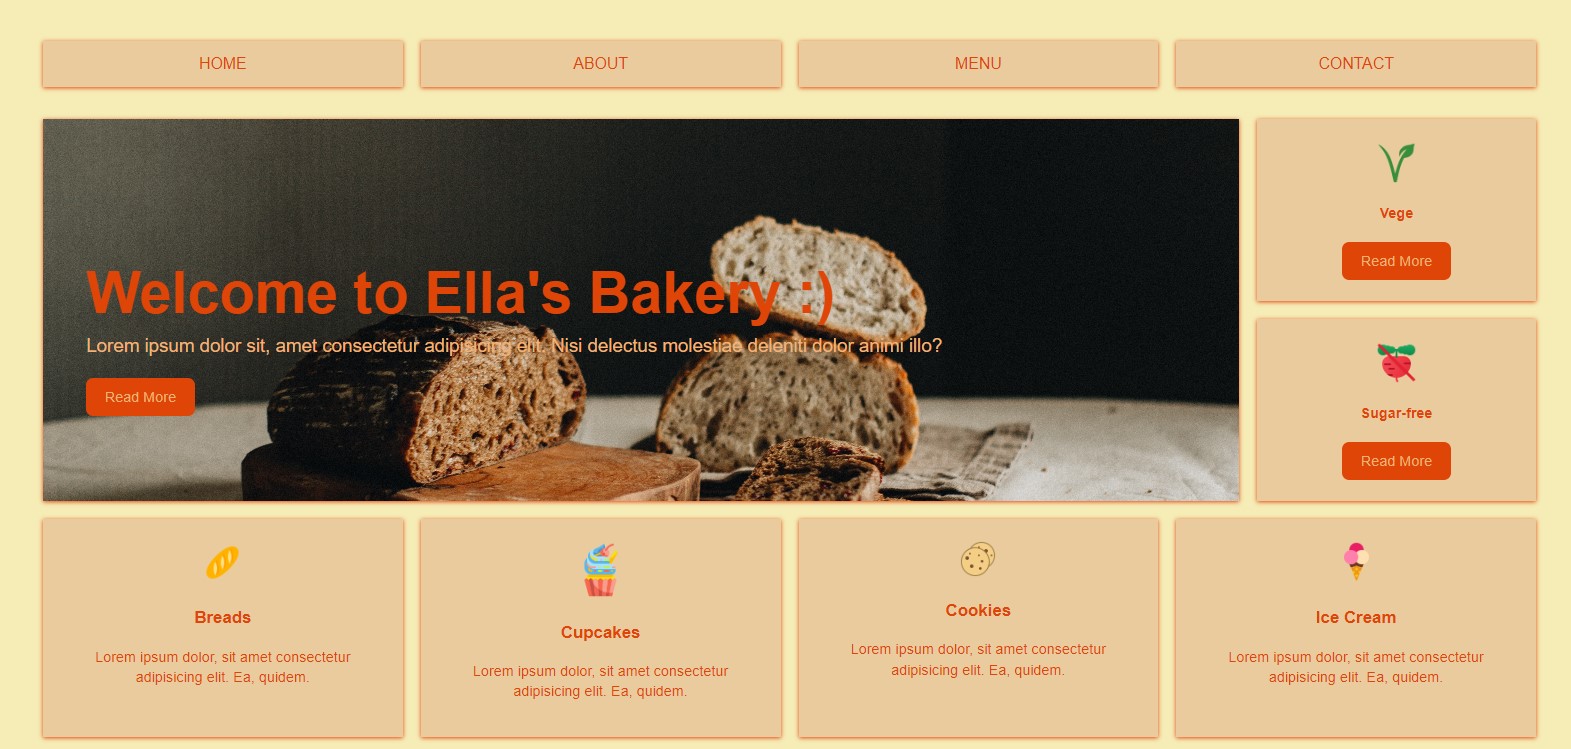 HOME
ABOUT
MENU
CONTACT
Welcome to Ella's Bakery :)
Lorem ipsum dolor sit, amet consectetur adipisicing elit. Nisi delectus molestiae deleniti dolor animi illo?
Read More
Vege
Read More
Sugar-free
Read More
Breads
Lorem ipsum dolor, sit amet consectetur
adipisicing elit. Ea, quidem.
Cupcakes
Lorem ipsum dolor, sit amet consectetur
adipisicing elit. Ea, quidem.
Cookies
Lorem ipsum dolor, sit amet consectetur
adipisicing elit. Ea, quidem.
Ice Cream
Lorem ipsum dolor, sit amet consectetur
adipisicing elit. Ea, quidem.